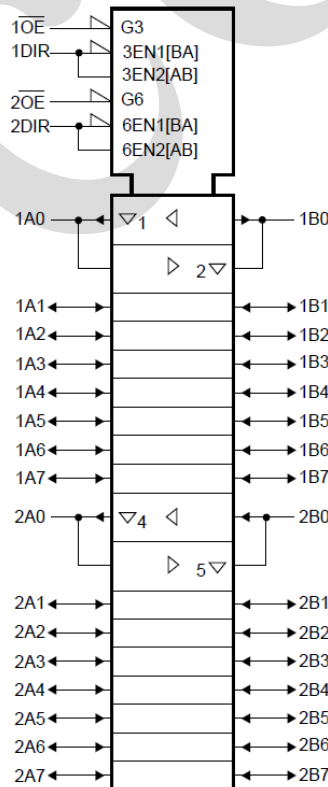 1OE G3
1DIR 3EN1[BA]
3EN2[AB]
2OE G6
2DIR 6EN1[BA]
6EN2[AB]
1A0 1 1B0
2
1A1 1B1
1A2 1B2
1A3 1B3
1A4 1B4
1A5 1B5
1A6 1B6
1A7 1B7
2A0 4 2B0
5
2A1 2B1
2A2 2B2
2A3 2B3
2A4 2B4
2A5 2B5
2A6 2B6
2A7 2B7